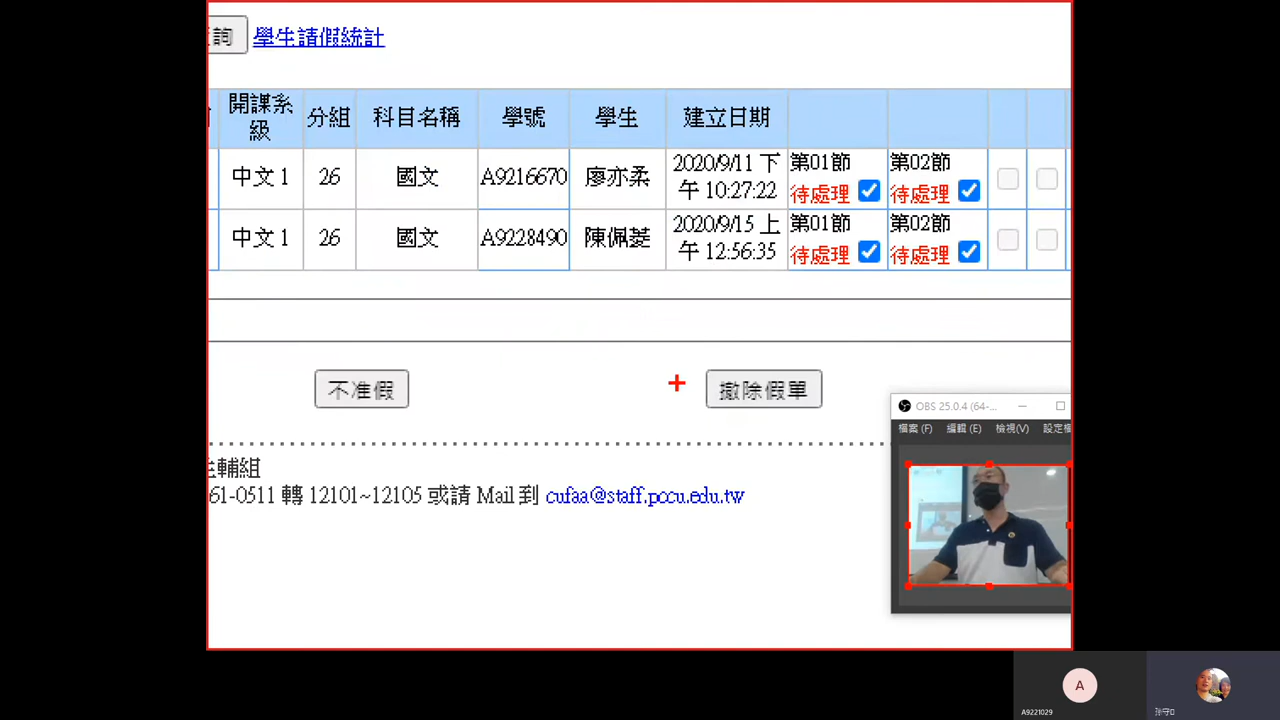 詢 學生請假統計
開課系級 分組 科目名稱 學號 學生 建立日期
中文 1 26 國文 A9216670 廖亦柔 2020/9/11 下午 10:27:22 第01節 待處理 第02節 待處理
中文 1 26 國文 A9228490 陳佩菱 2020/9/15 上午 12:56:35 第01節 待處理 第02節 待處理
不准假 撤除假單
OBS 25.0.4 (64-...
檔案 (F) 編輯 (E) 檢視(V) 設定檔
生輔組
61-0511 轉 12101~12105 或請 Mail 到 cufaa@staff.pccu.edu.tw
A
A9221029